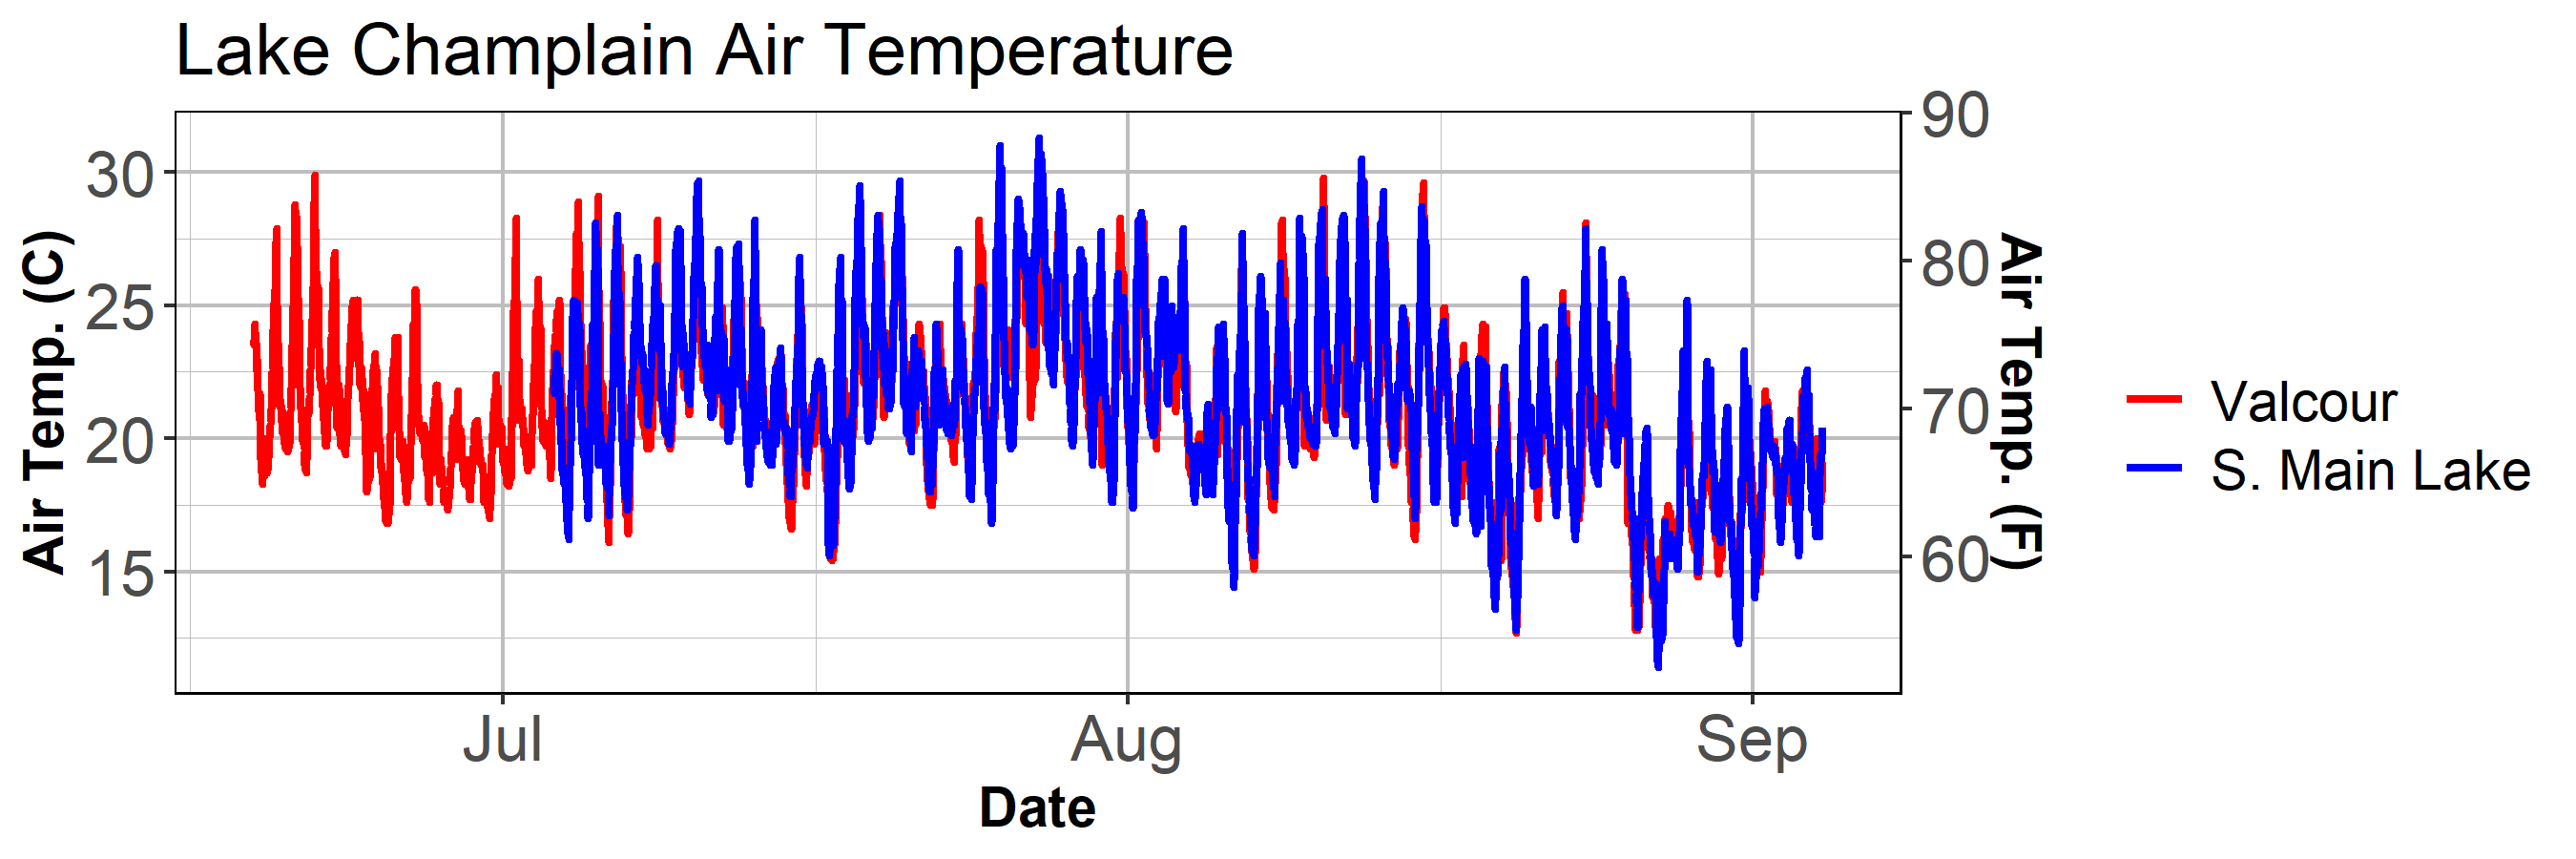 Lake Champlain Air Temperature
Air Temp. (C)
30
25
20
15
90
80
70
60
Air Temp. (F)
Jul
Aug
Sep
Date
Valcour
S. Main Lake